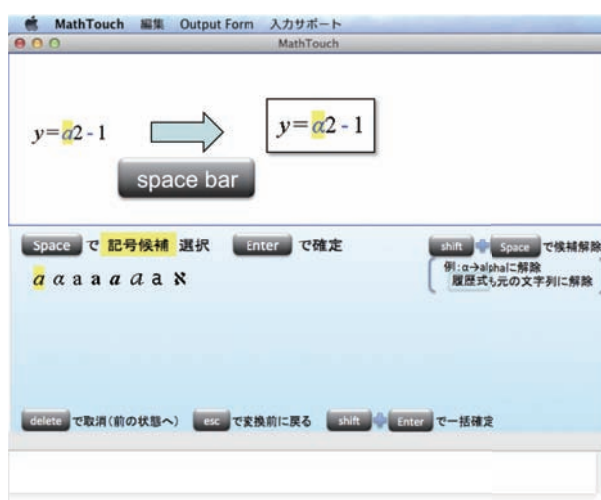 MathTouch 編集 Output Form 入力サポート
MathTouch
y=a2 - 1
y=α2 - 1
space bar
Space で 記号候補 選択 Enter で確定
shift + Space で候補解除
例:α→alphaに解除
履歴式も元の文字列に解除
a α a a a a a ℵ
delete で取消(前の状態へ) esc で変換前に戻る shift + Enter で一括確定